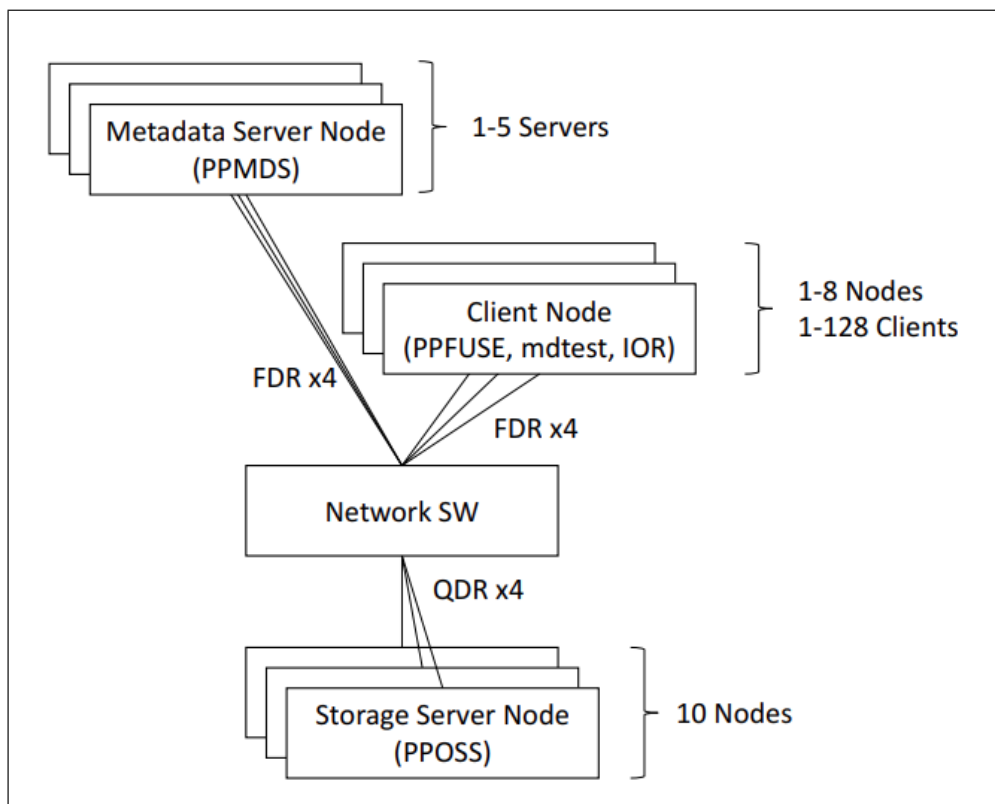 Metadata Server Node
(PPMDS)
1-5 Servers
Client Node
(PPFUSE, mdtest, IOR)
1-8 Nodes
1-128 Clients
FDR x4
FDR x4
Network SW
QDR x4
Storage Server Node
(PPOSS)
10 Nodes